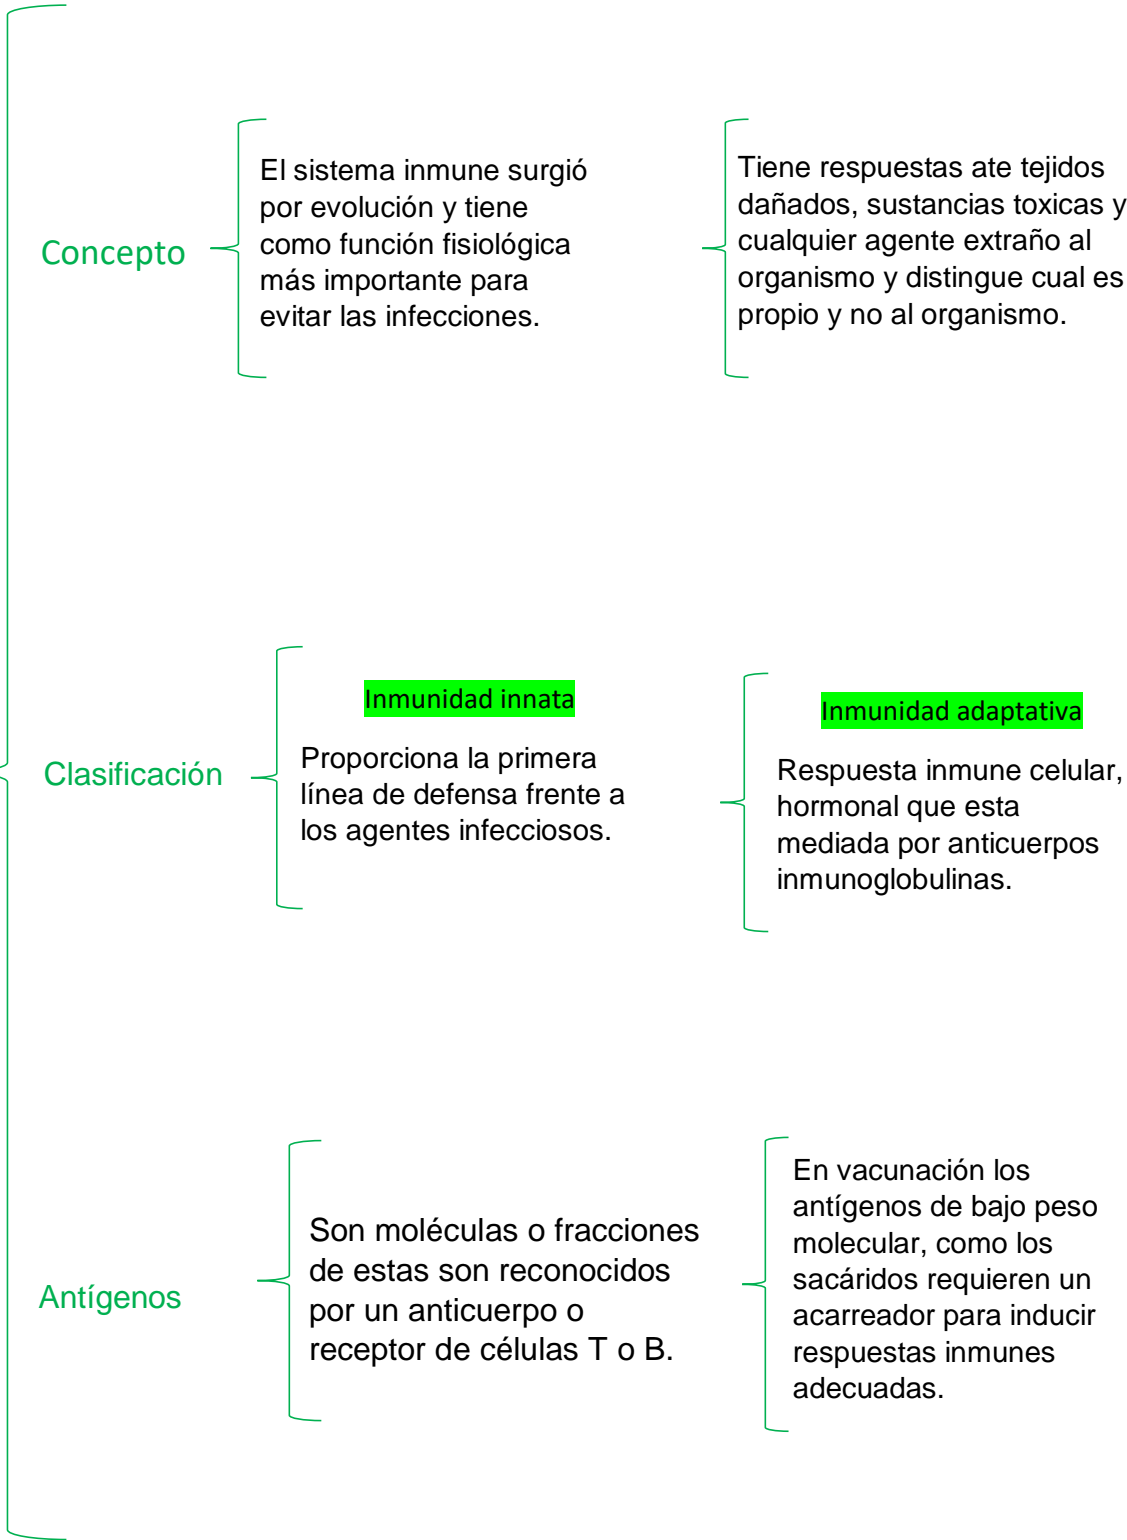 Concepto
El sistema inmune surgió
por evolución y tiene
como función fisiológica
más importante para
evitar las infecciones.
Tiene respuestas ate tejidos
dañados, sustancias toxicas y
cualquier agente extraño al
organismo y distingue cual es
propio y no al organismo.
Clasificación
Inmunidad innata
Proporciona la primera
línea de defensa frente a
los agentes infecciosos.
Inmunidad adaptativa
Respuesta inmune celular,
hormonal que esta
mediada por anticuerpos
inmunoglobulinas.
Antígenos
Son moléculas o fracciones
de estas son reconocidos
por un anticuerpo o
receptor de células T o B.
En vacunación los
antígenos de bajo peso
molecular, como los
sacáridos requieren un
acarreador para inducir
respuestas inmunes
adecuadas.